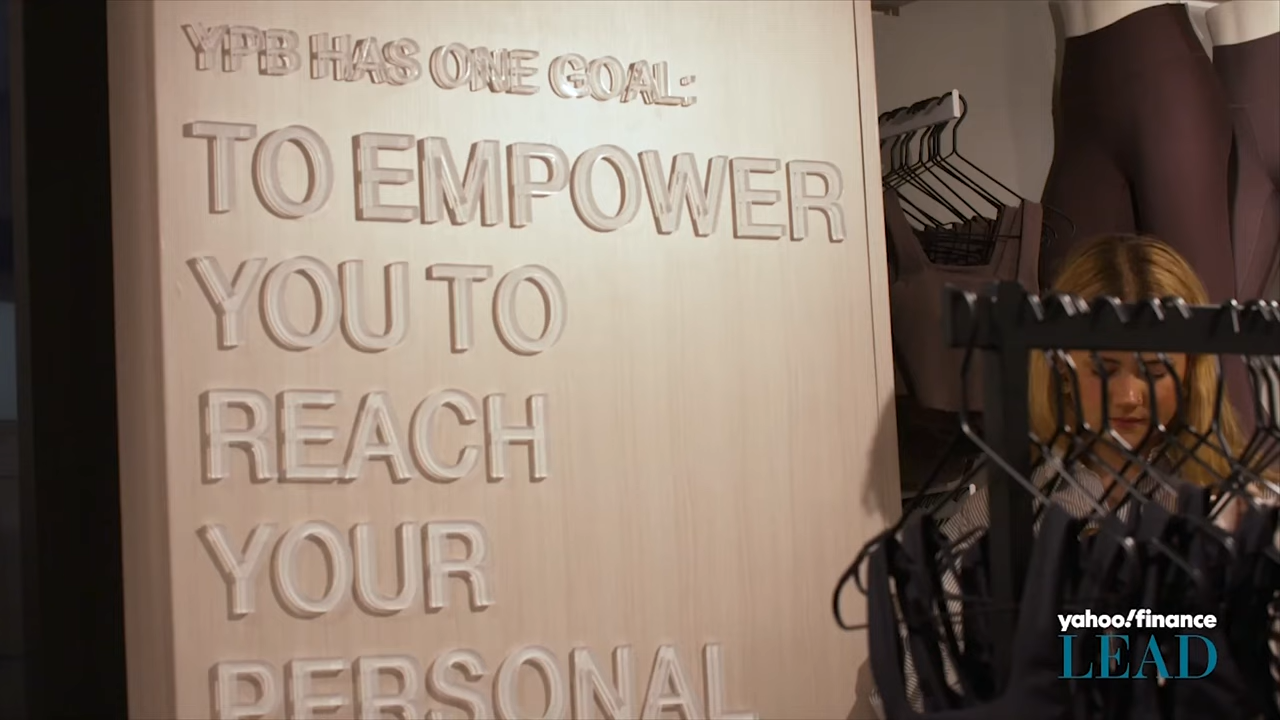 YPB HAS ONE GOAL:
TO EMPOWER
YOU TO
REACH
YOUR
PERSONAL
yahoo!finance
LEAD